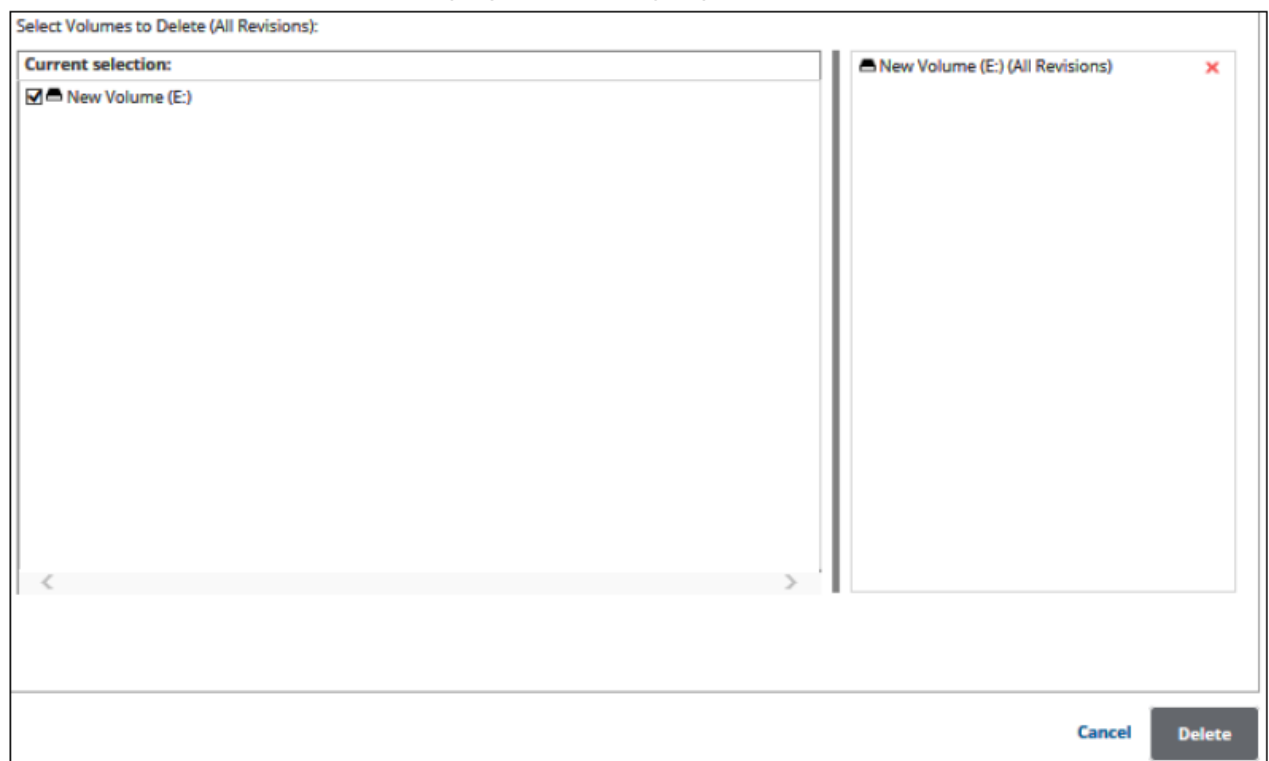 Select Volumes to Delete (All Revisions):
Current selection:
New Volume (E:)
New Volume (E:) (All Revisions)
Cancel
Delete